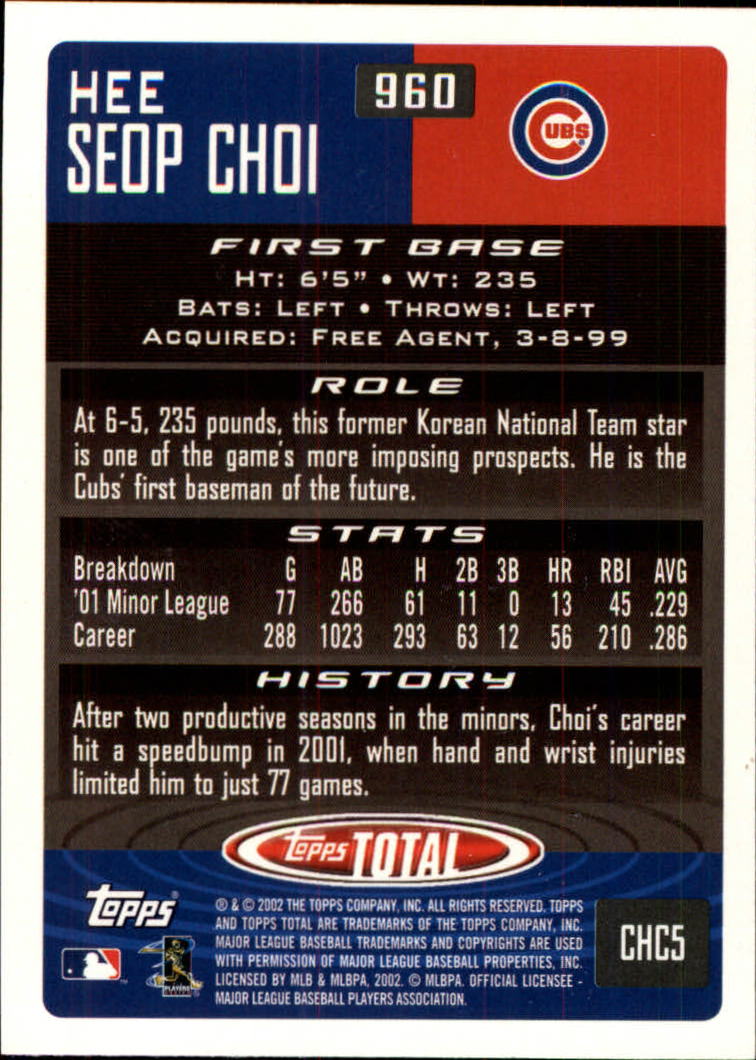 HEE
SEOP CHOI
960
CUBS
FIRST BASE
HT: 6'5" • WT: 235
BATS: LEFT • THROWS: LEFT
ACQUIRED: FREE AGENT, 3-8-99
ROLE
At 6-5, 235 pounds, this former Korean National Team star
is one of the game's more imposing prospects. He is the
Cubs' first baseman of the future.
STATS
Breakdown G AB H 2B 3B HR RBI AVG
'01 Minor League 77 266 61 11 0 13 45 .229
Career 288 1023 293 63 12 56 210 .286
HISTORY
After two productive seasons in the minors, Choi's career
hit a speedbump in 2001, when hand and wrist injuries
limited him to just 77 games.
Topps TOTAL
Topps®
® & © 2002 THE TOPPS COMPANY, INC. ALL RIGHTS RESERVED. TOPPS
AND TOPPS TOTAL ARE TRADEMARKS OF THE TOPPS COMPANY, INC.
MAJOR LEAGUE BASEBALL TRADEMARKS AND COPYRIGHTS ARE USED
WITH PERMISSION OF MAJOR LEAGUE BASEBALL PROPERTIES, INC.
LICENSED BY MLB & MLBPA, 2002. © MLBPA. OFFICIAL LICENSEE -
MAJOR LEAGUE BASEBALL PLAYERS ASSOCIATION.
CHC5
PLAYERS